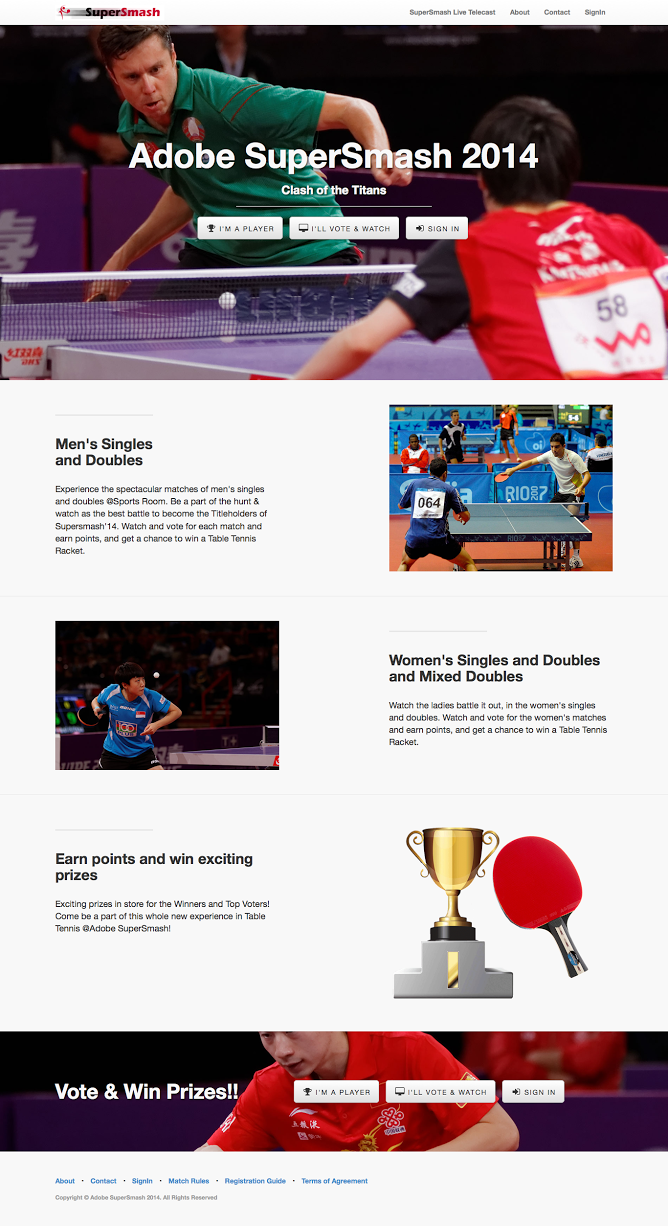 SuperSmash
SuperSmash Live Telecast About Contact SignIn
Adobe SuperSmash 2014
Clash of the Titans
I'M A PLAYER I'LL VOTE & WATCH SIGN IN
58
Men's Singles
and Doubles
Experience the spectacular matches of men's singles
and doubles @Sports Room. Be a part of the hunt &
watch as the best battle to become the Titleholders of
Supersmash'14. Watch and vote for each match and
earn points, and get a chance to win a Table Tennis
Racket.
oi
064
RIO2007
Women's Singles and Doubles
and Mixed Doubles
Watch the ladies battle it out, in the women's singles
and doubles. Watch and vote for the women's matches
and earn points, and get a chance to win a Table Tennis
Racket.
Earn points and win exciting
prizes
Exciting prizes in store for the Winners and Top Voters!
Come be a part of this whole new experience in Table
Tennis @Adobe SuperSmash!
1
Vote & Win Prizes!!
I'M A PLAYER I'LL VOTE & WATCH SIGN IN
About • Contact • SignIn • Match Rules • Registration Guide • Terms of Agreement
Copyright © Adobe SuperSmash 2014. All Rights Reserved